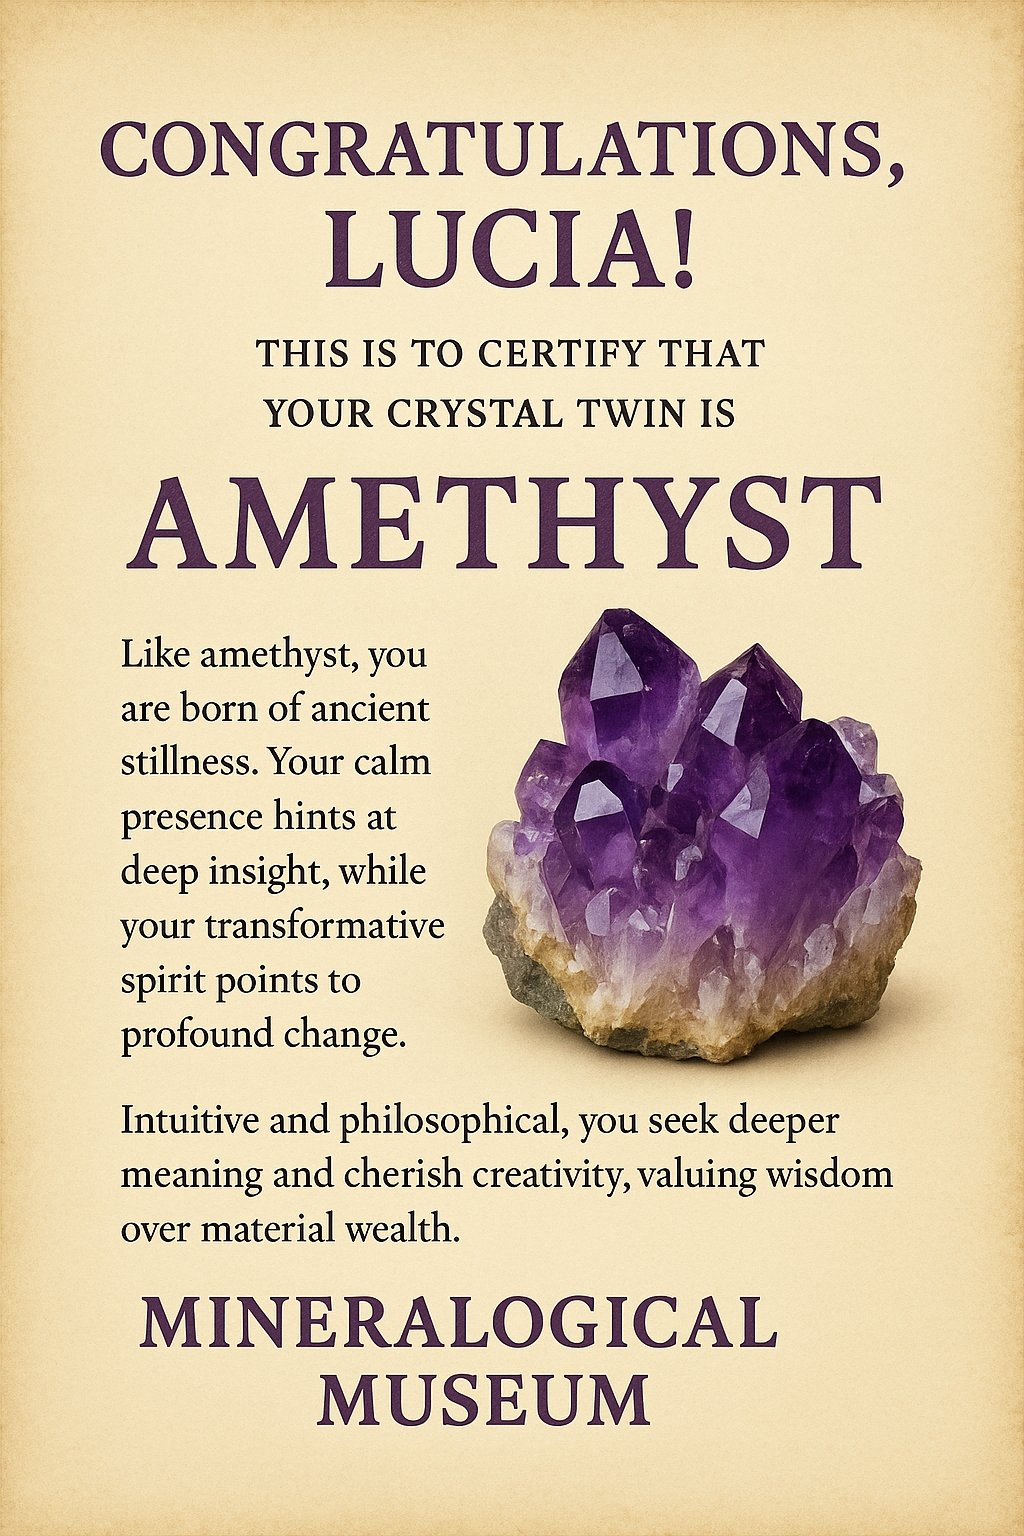 CONGRATULATIONS,
LUCIA!
THIS IS TO CERTIFY THAT
YOUR CRYSTAL TWIN IS
AMETHYST
Like amethyst, you
are born of ancient
stillness. Your calm
presence hints at
deep insight, while
your transformative
spirit points to
profound change.
Intuitive and philosophical, you seek deeper
meaning and cherish creativity, valuing wisdom
over material wealth.
MINERALOGICAL
MUSEUM